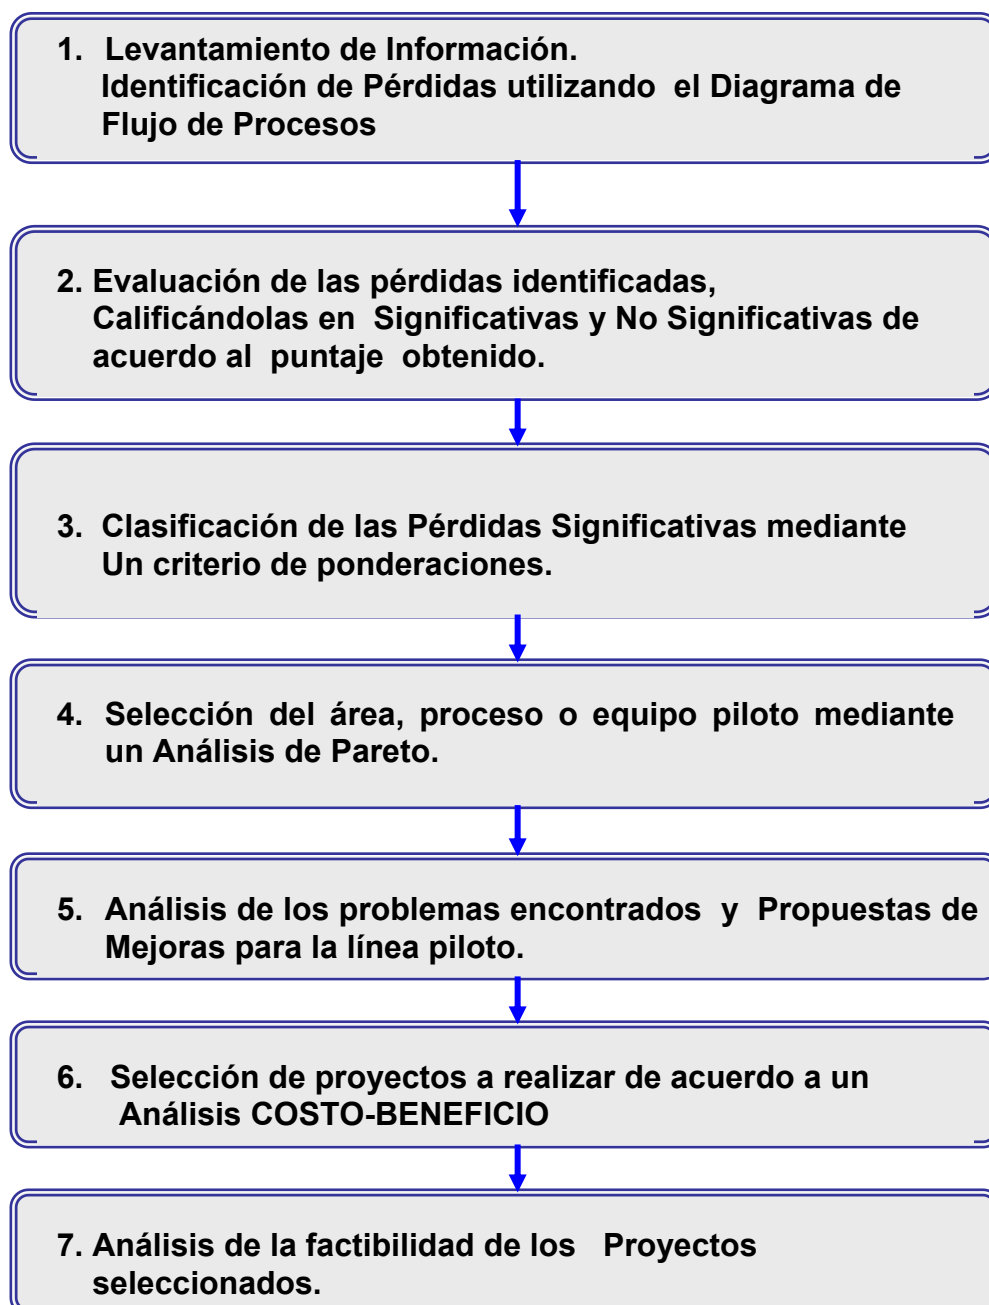 1. Levantamiento de Información.
Identificación de Pérdidas utilizando el Diagrama de
Flujo de Procesos
2. Evaluación de las pérdidas identificadas,
Calificándolas en Significativas y No Significativas de
acuerdo al puntaje obtenido.
3. Clasificación de las Pérdidas Significativas mediante
Un criterio de ponderaciones.
4. Selección del área, proceso o equipo piloto mediante
un Análisis de Pareto.
5. Análisis de los problemas encontrados y Propuestas de
Mejoras para la línea piloto.
6. Selección de proyectos a realizar de acuerdo a un
Análisis COSTO-BENEFICIO
7. Análisis de la factibilidad de los Proyectos
seleccionados.